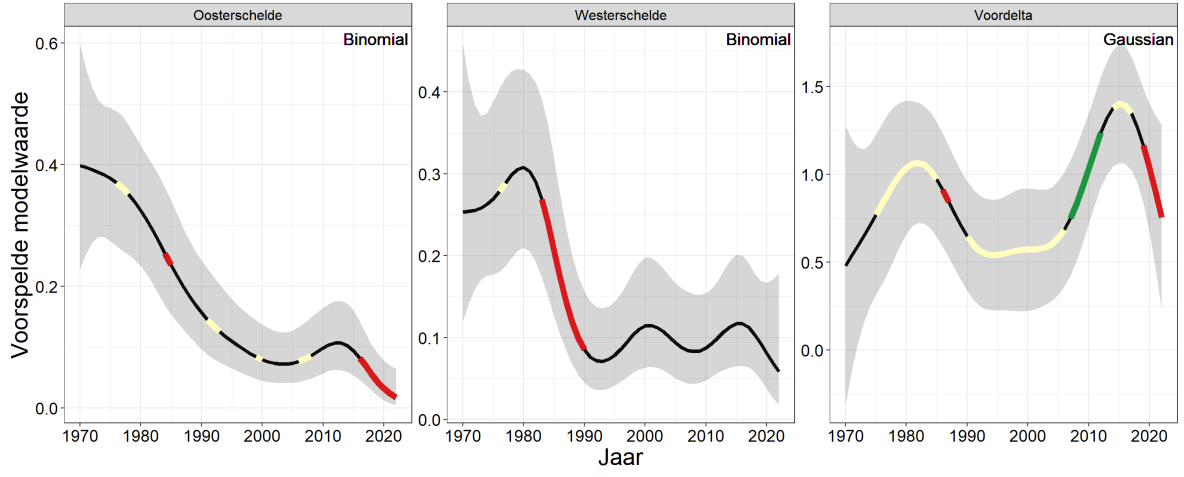 Oosterschelde
Westerschelde
Voordelta
Binomial
Binomial
Gaussian
Voorspelde modelwaarde
0.6
0.4
0.2
0.0
0.4
0.3
0.2
0.1
0.0
1.5
1.0
0.5
0.0
1970 1980 1990 2000 2010 2020
1970 1980 1990 2000 2010 2020
1970 1980 1990 2000 2010 2020
Jaar